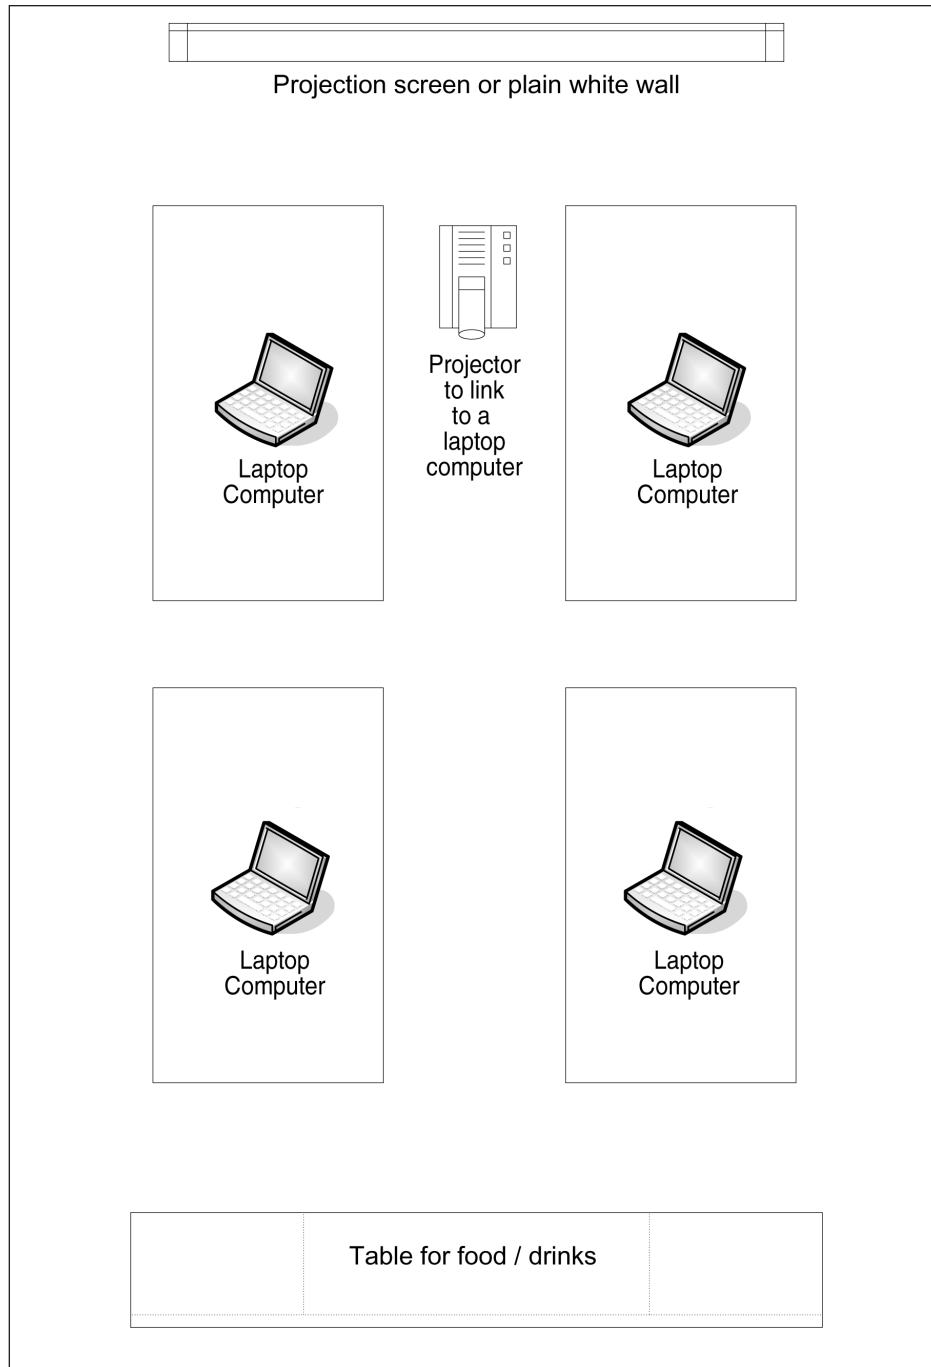 Projection screen or plain white wall
Projector
to link
to a
laptop
computer
Laptop
Computer
Laptop
Computer
Laptop
Computer
Laptop
Computer
Table for food / drinks